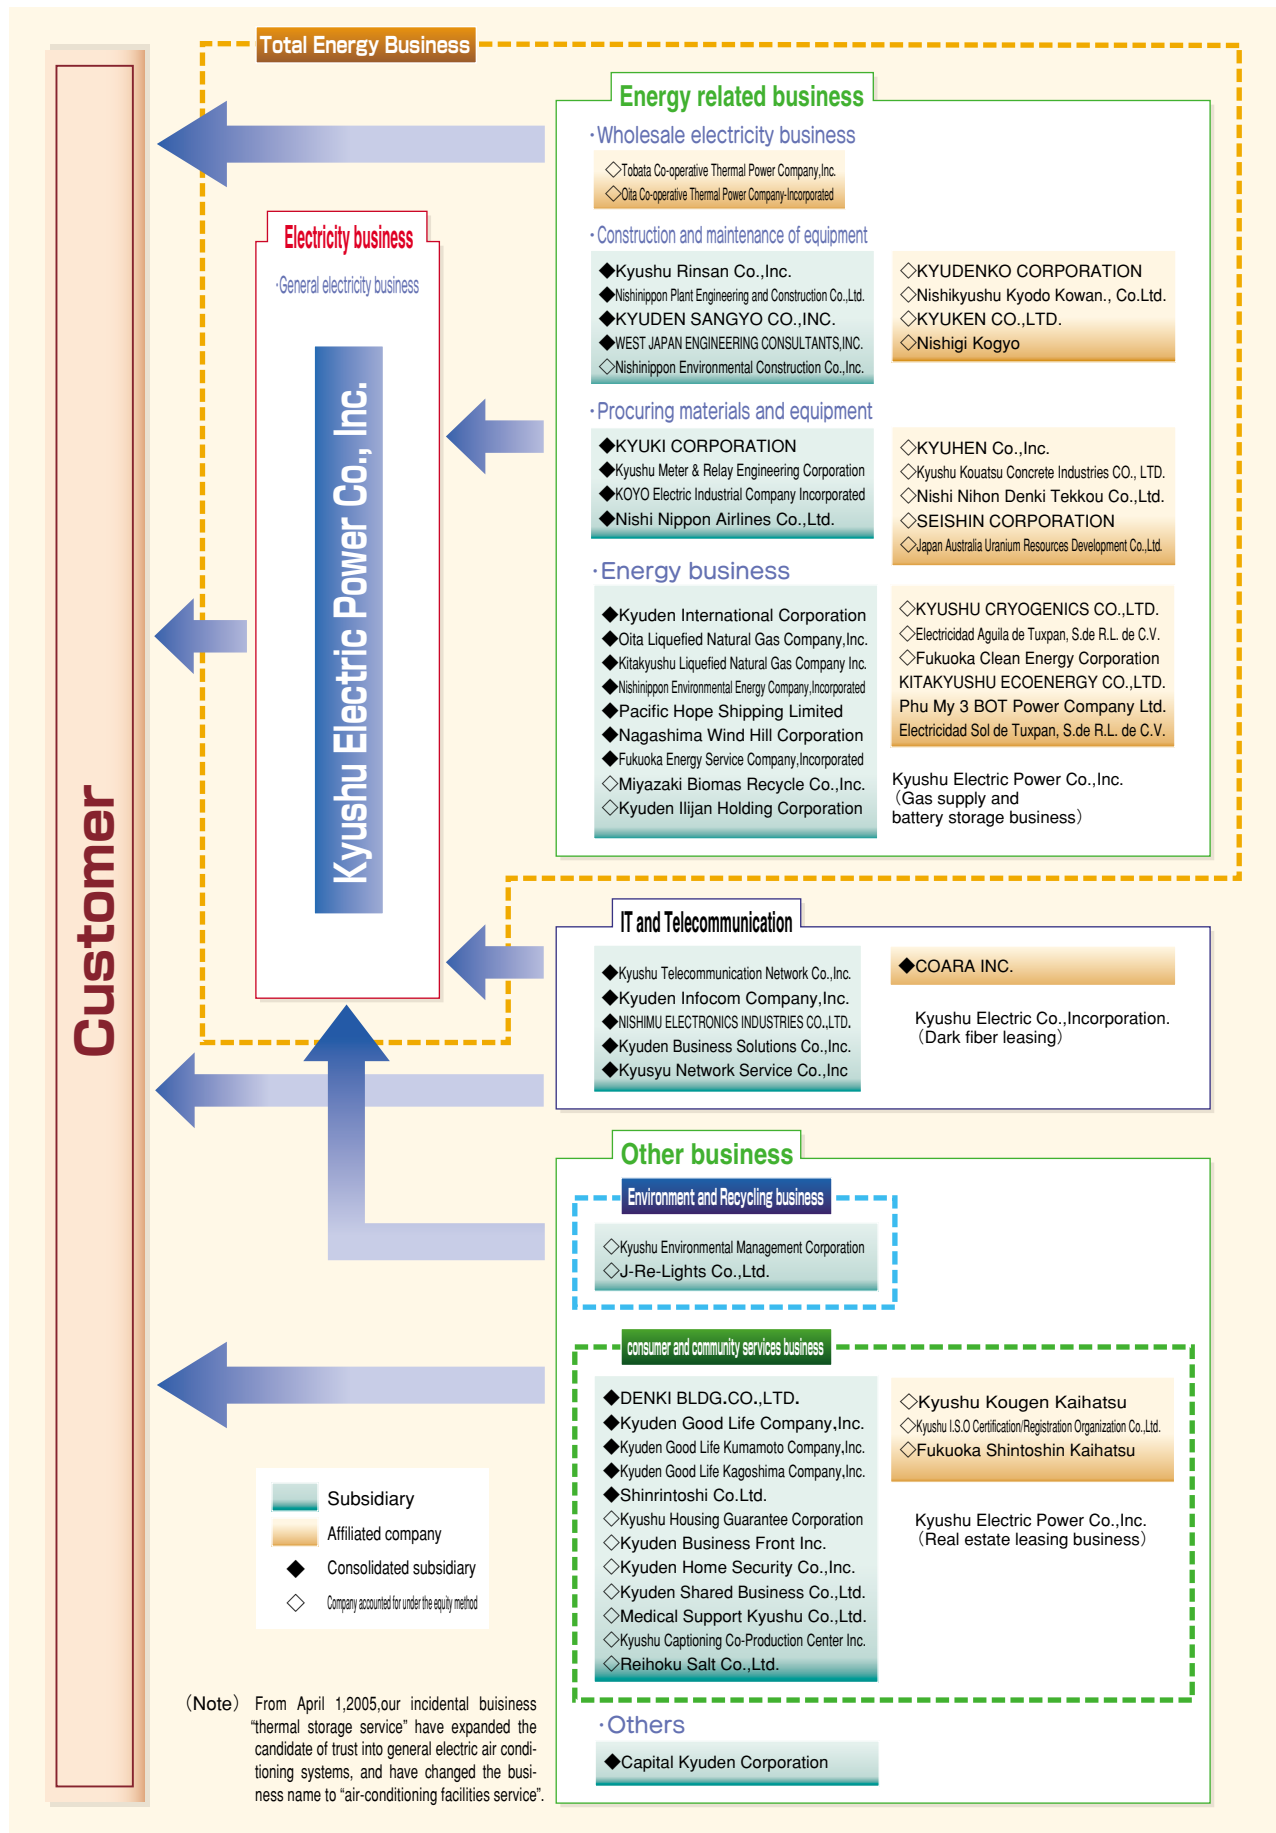 Total Energy Business
Customer
Electricity business
・General electricity business
Kyushu Electric Power Co., Inc.
Energy related business
・Wholesale electricity business
◇Tobata Co-operative Thermal Power Company,Inc.
◇Oita Co-operative Thermal Power Company-Incorporated
・Construction and maintenance of equipment
◆Kyushu Rinsan Co.,Inc.
◆Nishinippon Plant Engineering and Construction Co.,Ltd.
◆KYUDEN SANGYO CO.,INC.
◆WEST JAPAN ENGINEERING CONSULTANTS,INC.
◇Nishinippon Environmental Construction Co.,Inc.
◇KYUDENKO CORPORATION
◇Nishikyushu Kyodo Kowan., Co.Ltd.
◇KYUKEN CO.,LTD.
◇Nishigi Kogyo
・Procuring materials and equipment
◆KYUKI CORPORATION
◆Kyushu Meter & Relay Engineering Corporation
◆KOYO Electric Industrial Company Incorporated
◆Nishi Nippon Airlines Co.,Ltd.
◇KYUHEN Co.,Inc.
◇Kyushu Kouatsu Concrete Industries CO., LTD.
◇Nishi Nihon Denki Tekkou Co.,Ltd.
◇SEISHIN CORPORATION
◇Japan Australia Uranium Resources Development Co.,Ltd.
・Energy business
◆Kyuden International Corporation
◆Oita Liquefied Natural Gas Company,Inc.
◆Kitakyushu Liquefied Natural Gas Company Inc.
◆Nishinippon Environmental Energy Company,Incorporated
◆Pacific Hope Shipping Limited
◆Nagashima Wind Hill Corporation
◆Fukuoka Energy Service Company,Incorporated
◇Miyazaki Biomas Recycle Co.,Inc.
◇Kyuden Ilijan Holding Corporation
◇KYUSHU CRYOGENICS CO.,LTD.
◇Electricidad Aguila de Tuxpan, S.de R.L. de C.V.
◇Fukuoka Clean Energy Corporation
KITAKYUSHU ECOENERGY CO.,LTD.
Phu My 3 BOT Power Company Ltd.
Electricidad Sol de Tuxpan, S.de R.L. de C.V.
Kyushu Electric Power Co.,Inc.
（Gas supply and
battery storage business）
IT and Telecommunication
◆Kyushu Telecommunication Network Co.,Inc.
◆Kyuden Infocom Company,Inc.
◆NISHIMU ELECTRONICS INDUSTRIES CO.,LTD.
◆Kyuden Business Solutions Co.,Inc.
◆Kyusyu Network Service Co.,Inc
◆COARA INC.
Kyushu Electric Co.,Incorporation.
（Dark fiber leasing）
Other business
Environment and Recycling business
◇Kyushu Environmental Management Corporation
◇J-Re-Lights Co.,Ltd.
consumer and community services business
◆DENKI BLDG.CO.,LTD.
◆Kyuden Good Life Company,Inc.
◆Kyuden Good Life Kumamoto Company,Inc.
◆Kyuden Good Life Kagoshima Company,Inc.
◆Shinrintoshi Co.Ltd.
◇Kyushu Housing Guarantee Corporation
◇Kyuden Business Front Inc.
◇Kyuden Home Security Co.,Inc.
◇Kyuden Shared Business Co.,Ltd.
◇Medical Support Kyushu Co.,Ltd.
◇Kyushu Captioning Co-Production Center Inc.
◇Reihoku Salt Co.,Ltd.
◇Kyushu Kougen Kaihatsu
◇Kyushu I.S.O Certification/Registration Organization Co.,Ltd.
◇Fukuoka Shintoshin Kaihatsu
Kyushu Electric Power Co.,Inc.
（Real estate leasing business）
・Others
◆Capital Kyuden Corporation
Subsidiary
Affiliated company
◆ Consolidated subsidiary
◇ Company accounted for under the equity method
（Note） From April 1,2005,our incidental buisiness
“thermal storage service” have expanded the
candidate of trust into general electric air condi-
tioning systems, and have changed the busi-
ness name to “air-conditioning facilities service”.